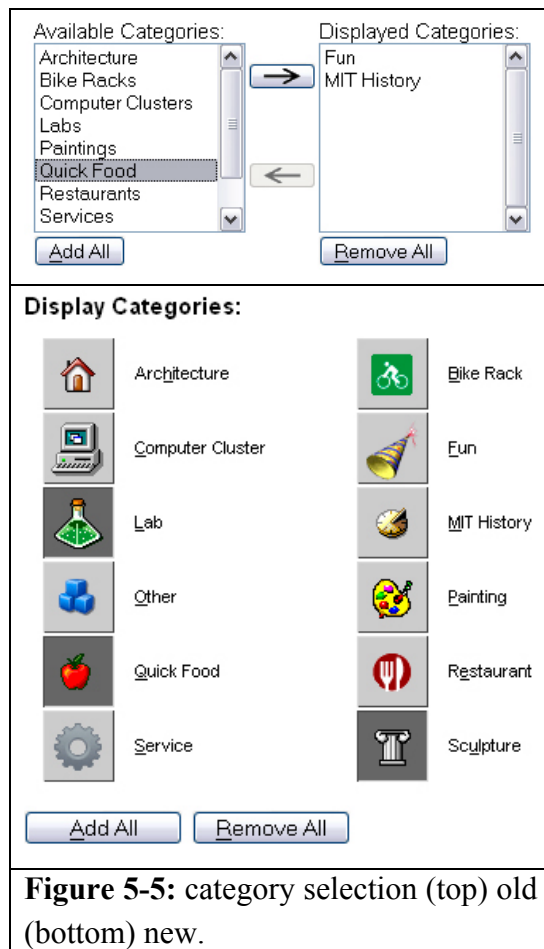 Available Categories:
Displayed Categories:
Architecture
Bike Racks
Computer Clusters
Labs
Paintings
Quick Food
Restaurants
Services
Fun
MIT History
Add All
Remove All
Display Categories:
Architecture
Bike Rack
Computer Cluster
Fun
Lab
MIT History
Other
Painting
Quick Food
Restaurant
Service
Sculpture
Add All
Remove All
Figure 5-5: category selection (top) old
(bottom) new.